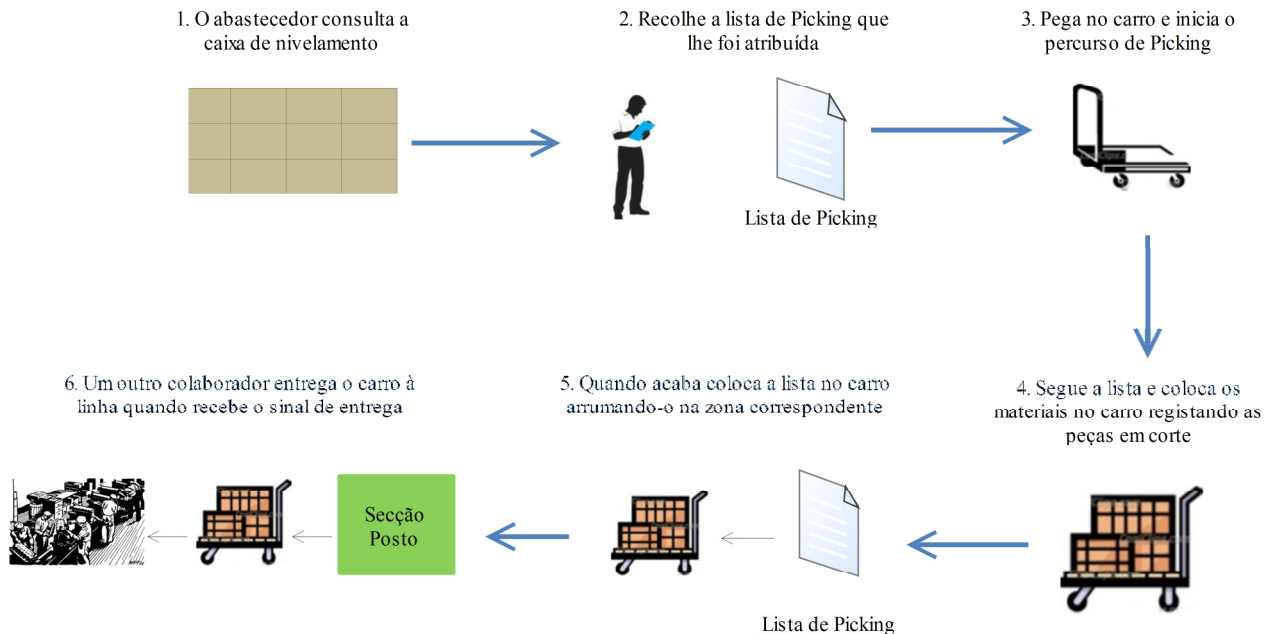 1. O abastecedor consulta a
caixa de nivelamento
2. Recolhe a lista de Picking que
lhe foi atribuída
3. Pega no carro e inicia o
percurso de Picking
Lista de Picking
4. Segue a lista e coloca os
materiais no carro registando as
peças em corte
5. Quando acaba coloca a lista no carro
arrumando-o na zona correspondente
6. Um outro colaborador entrega o carro à
linha quando recebe o sinal de entrega
Secção
Posto
Lista de Picking